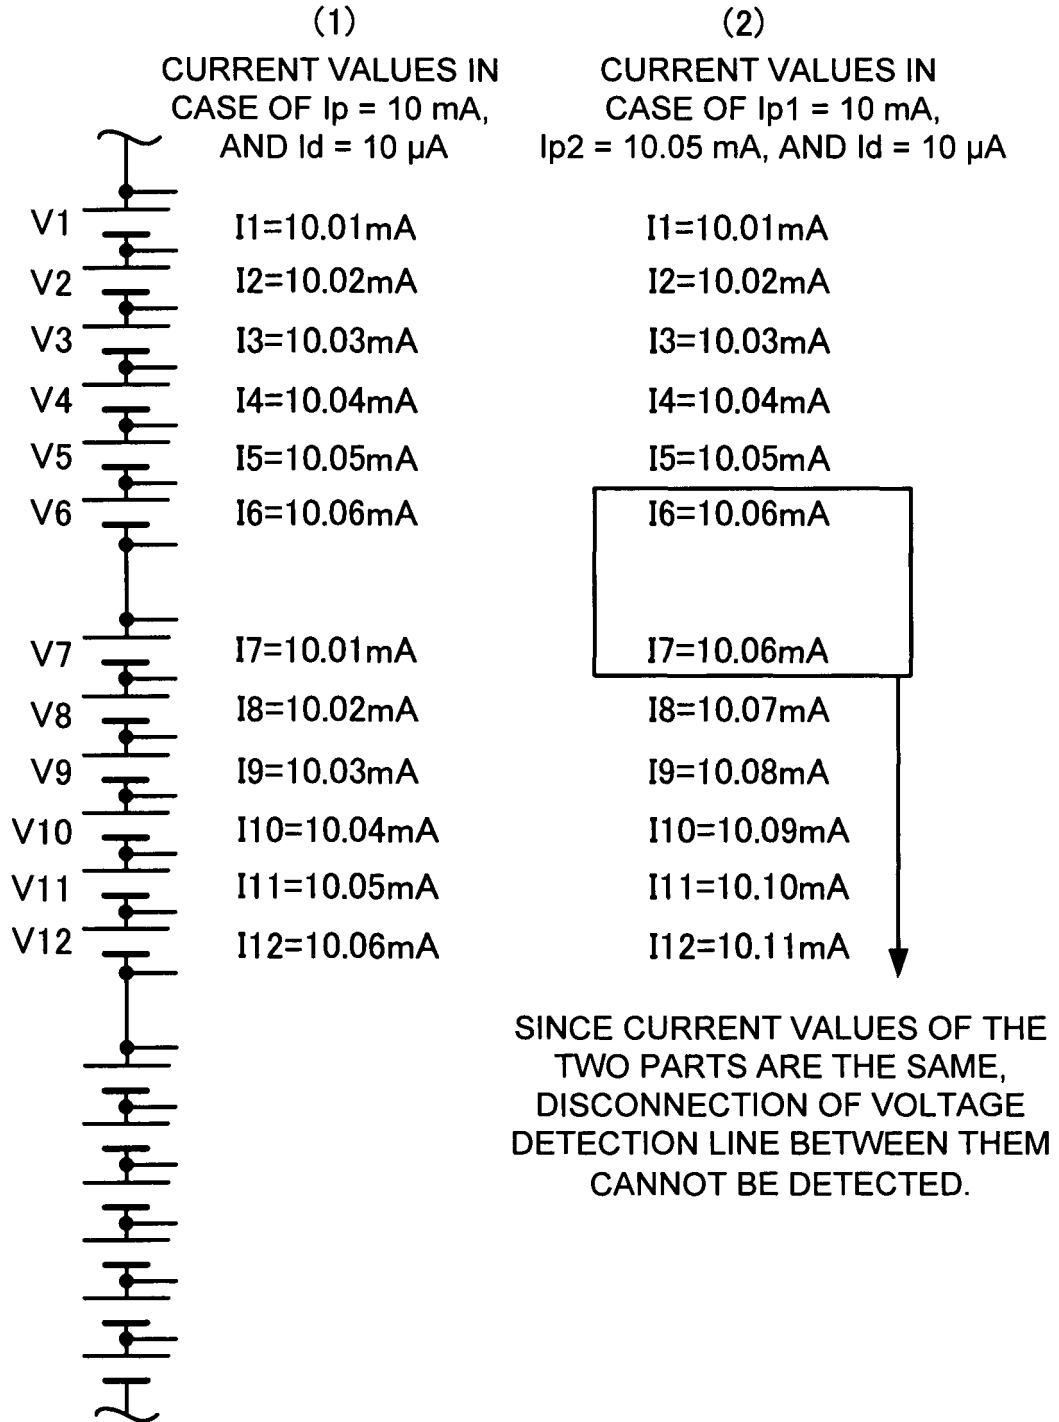 (1)
CURRENT VALUES IN
CASE OF Ip = 10 mA,
AND Id = 10 µA
(2)
CURRENT VALUES IN
CASE OF Ip1 = 10 mA,
Ip2 = 10.05 mA, AND Id = 10 µA
V1 I1=10.01mA I1=10.01mA
V2 I2=10.02mA I2=10.02mA
V3 I3=10.03mA I3=10.03mA
V4 I4=10.04mA I4=10.04mA
V5 I5=10.05mA I5=10.05mA
V6 I6=10.06mA I6=10.06mA
V7 I7=10.01mA I7=10.06mA
V8 I8=10.02mA I8=10.07mA
V9 I9=10.03mA I9=10.08mA
V10 I10=10.04mA I10=10.09mA
V11 I11=10.05mA I11=10.10mA
V12 I12=10.06mA I12=10.11mA
SINCE CURRENT VALUES OF THE
TWO PARTS ARE THE SAME,
DISCONNECTION OF VOLTAGE
DETECTION LINE BETWEEN THEM
CANNOT BE DETECTED.